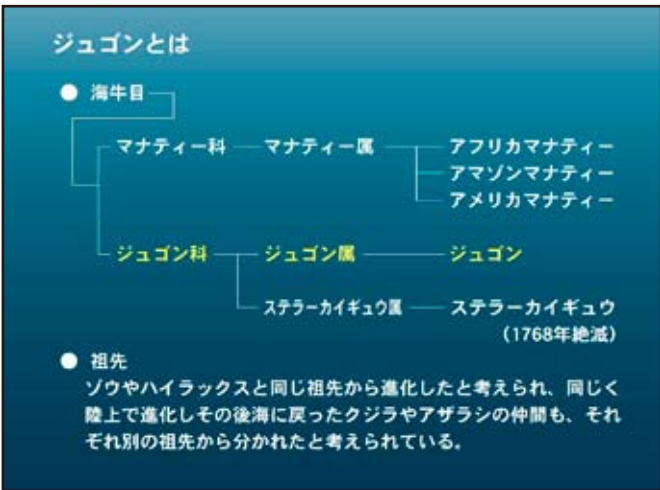 ジュゴンとは
● 海牛目
マナティー科 マナティー属 アフリカマナティー
アマゾンマナティー
アメリカマナティー
ジュゴン科 ジュゴン属 ジュゴン
ステラーカイギュウ属 ステラーカイギュウ
(1768年絶滅)
● 祖先
ゾウやハイラックスと同じ祖先から進化したと考えられ、同じく
陸上で進化しその後海に戻ったクジラやアザラシの仲間も、それ
ぞれ別の祖先から分かれたと考えられている。